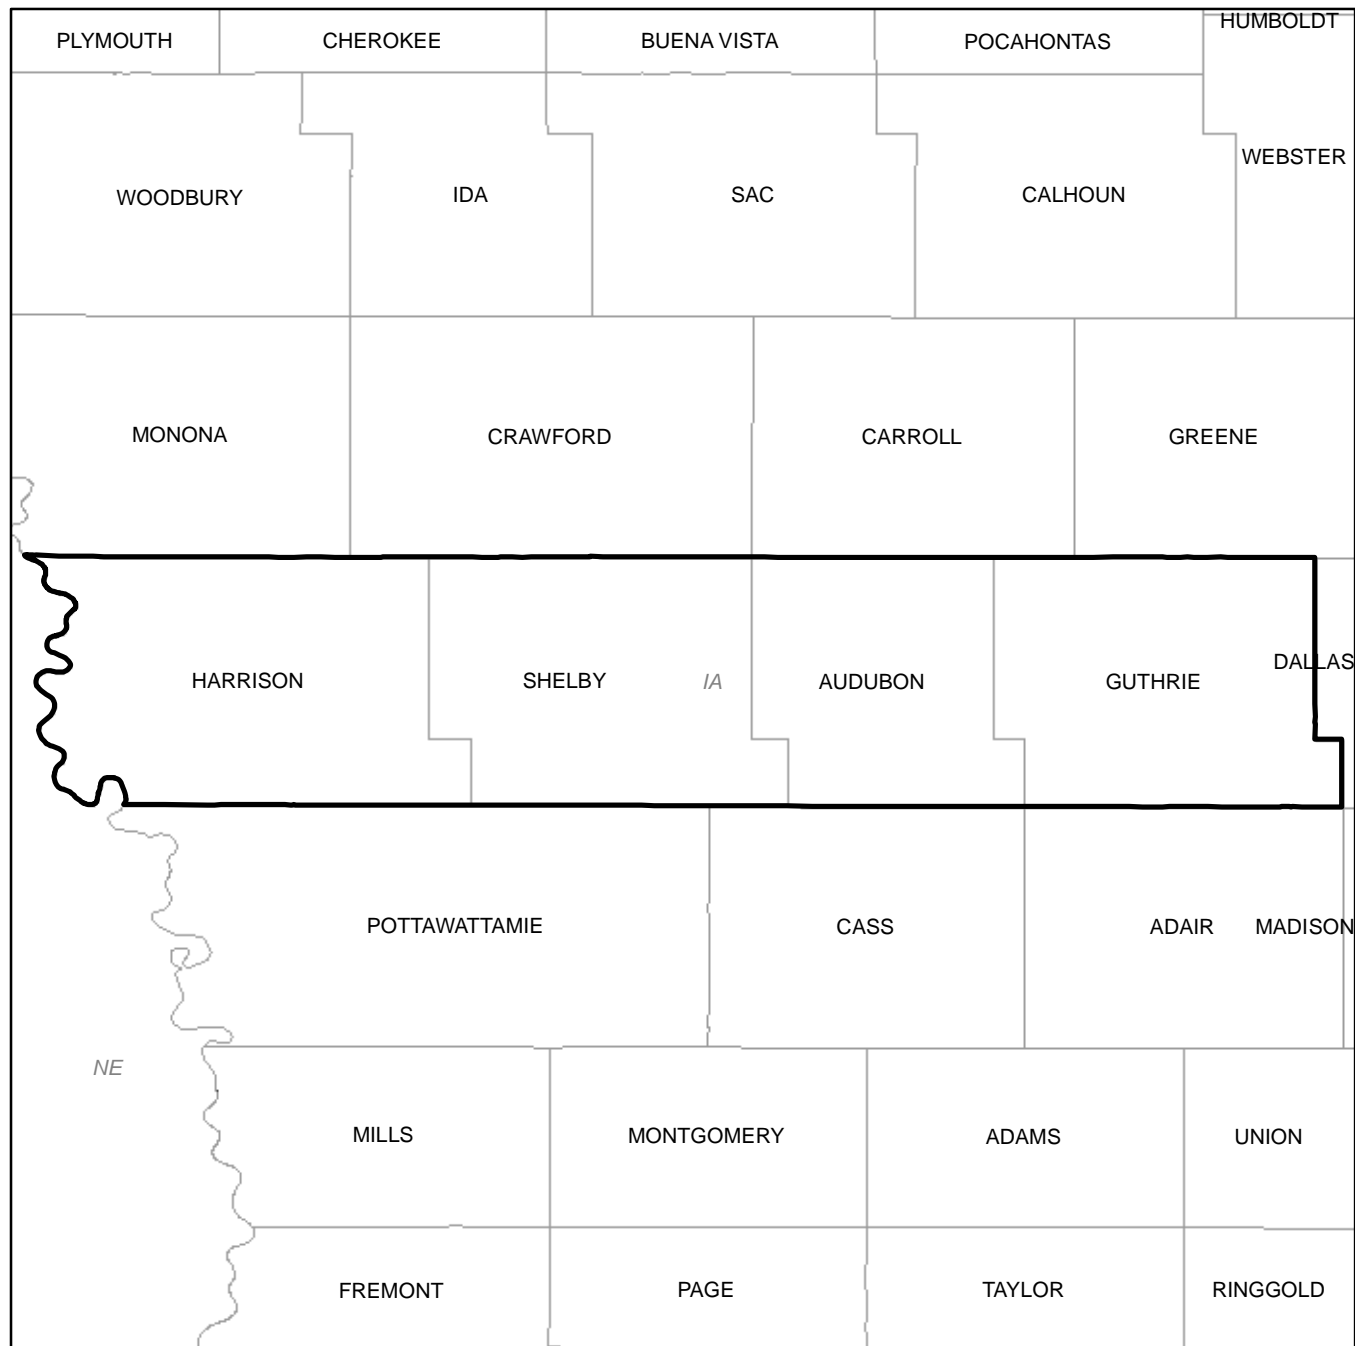 HUMBOLDT
PLYMOUTH CHEROKEE BUENA VISTA POCAHONTAS
WEBSTER
WOODBURY IDA SAC CALHOUN
MONONA CRAWFORD CARROLL GREENE
DALLAS
HARRISON SHELBY IA AUDUBON GUTHRIE
POTTAWATTAMIE CASS ADAIR MADISON
NE
MILLS MONTGOMERY ADAMS UNION
FREMONT PAGE TAYLOR RINGGOLD